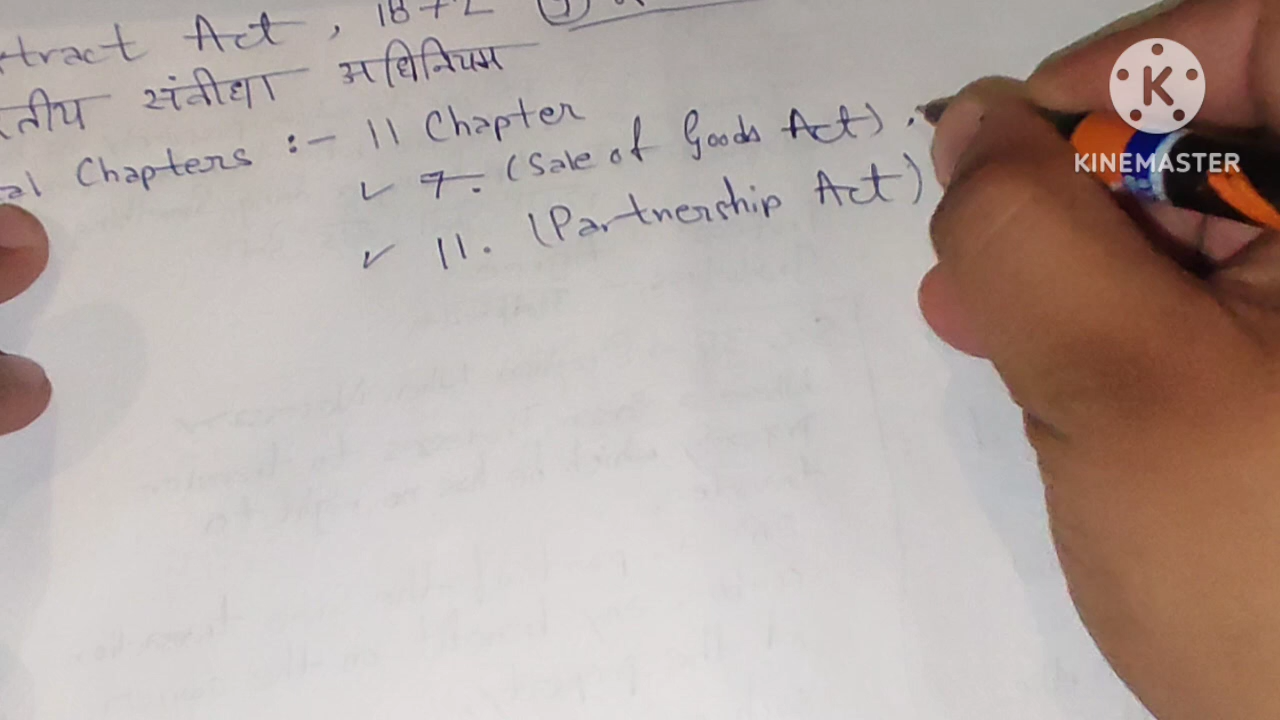 tract Act, 1872
तीय संवीधा अधिनियम
al Chapters :- 11 Chapter
✓ 7. (Sale of Goods Act),
✓ 11. (Partnership Act)
K
KINEMASTER